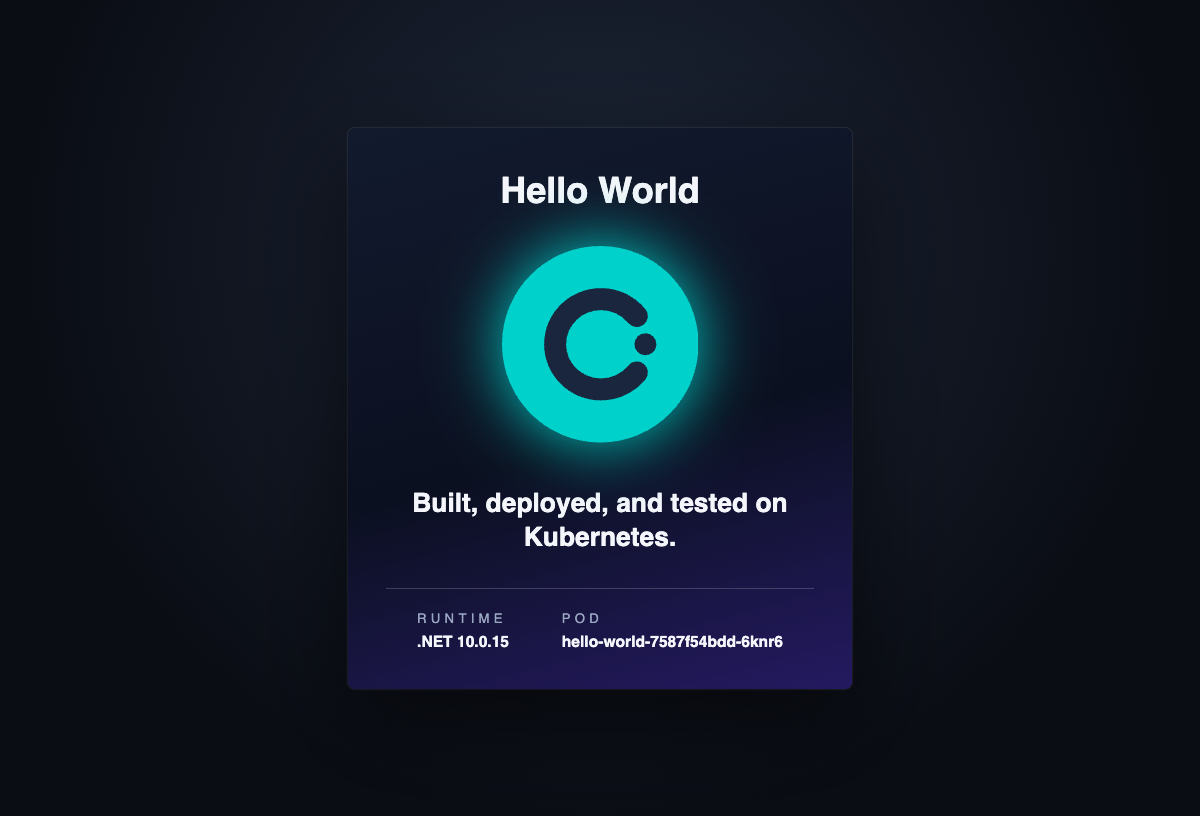 Hello World
Built, deployed, and tested on
Kubernetes.
RUNTIME
.NET 10.0.15
POD
hello-world-7587f54bdd-6knr6